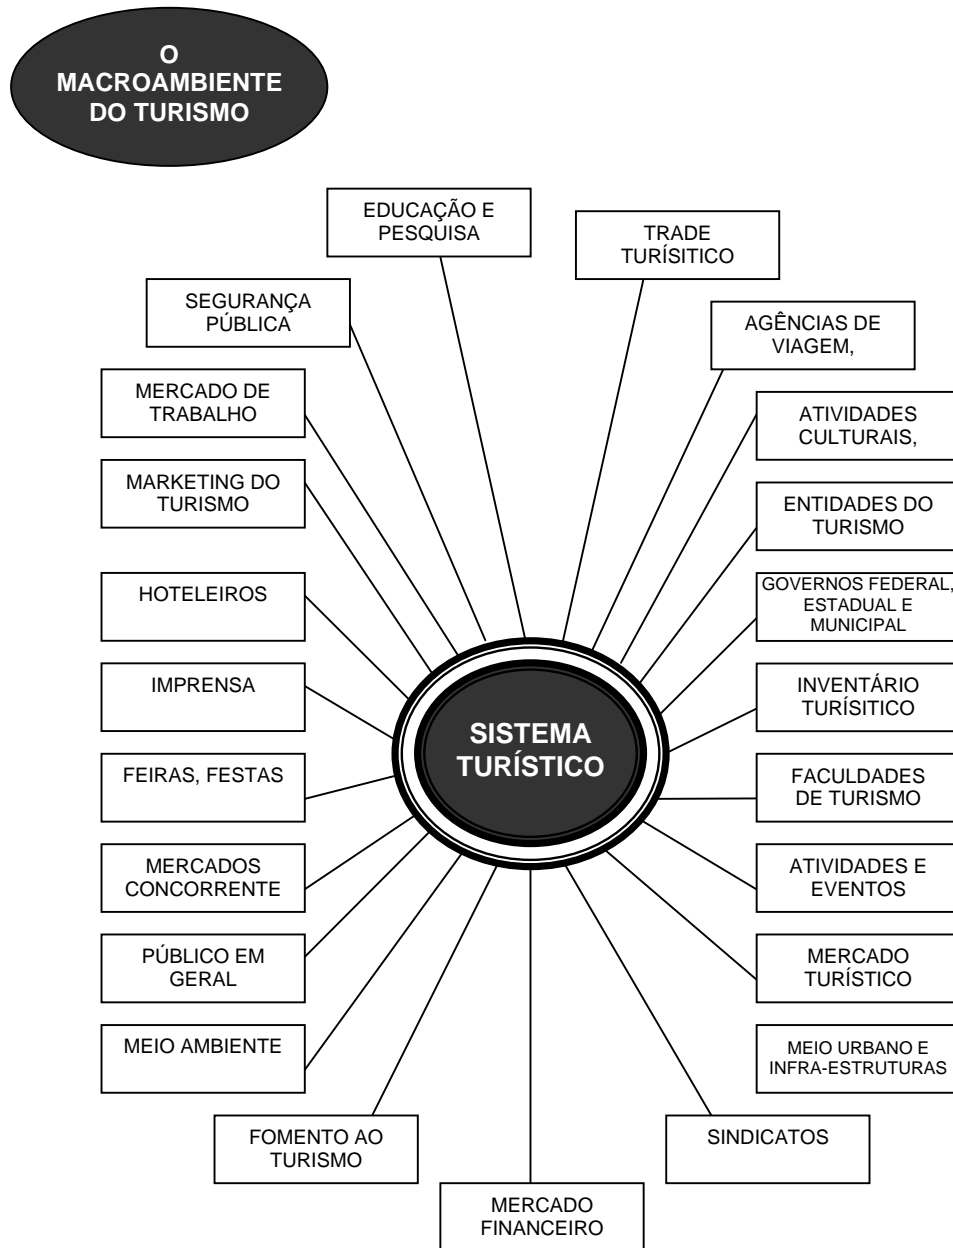 O
MACROAMBIENTE
DO TURISMO
EDUCAÇÃO E
PESQUISA
TRADE
TURÍSITICO
SEGURANÇA
PÚBLICA
AGÊNCIAS DE
VIAGEM,
MERCADO DE
TRABALHO
ATIVIDADES
CULTURAIS,
MARKETING DO
TURISMO
ENTIDADES DO
TURISMO
HOTELEIROS
GOVERNOS FEDERAL,
ESTADUAL E
MUNICIPAL
IMPRENSA
INVENTÁRIO
TURÍSITICO
SISTEMA
TURÍSTICO
FEIRAS, FESTAS
FACULDADES
DE TURISMO
MERCADOS
CONCORRENTE
ATIVIDADES E
EVENTOS
PÚBLICO EM
GERAL
MERCADO
TURÍSTICO
MEIO AMBIENTE
MEIO URBANO E
INFRA-ESTRUTURAS
FOMENTO AO
TURISMO
SINDICATOS
MERCADO
FINANCEIRO